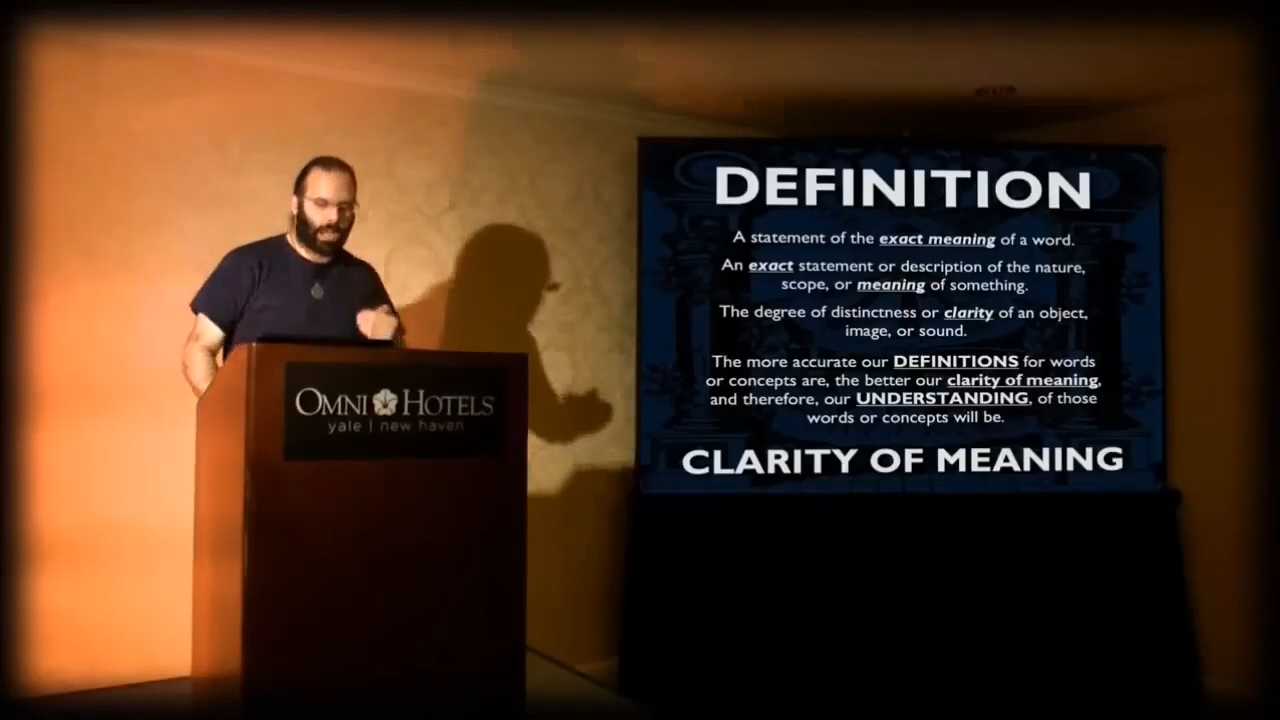 OMNI HOTELS
yale | new haven
DEFINITION
A statement of the exact meaning of a word.
An exact statement or description of the nature,
scope, or meaning of something.
The degree of distinctness or clarity of an object,
image, or sound.
The more accurate our DEFINITIONS for words
or concepts are, the better our clarity of meaning,
and therefore, our UNDERSTANDING, of those
words or concepts will be.
CLARITY OF MEANING